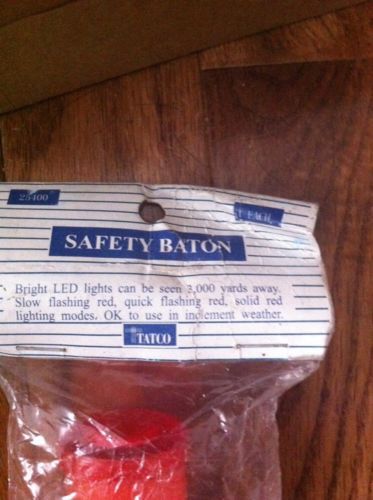 25400
1 EACH
SAFETY BATON
Bright LED lights can be seen 3,000 yards away.
Slow flashing red, quick flashing red, solid red
lighting modes. OK to use in inclement weather.
TATCO